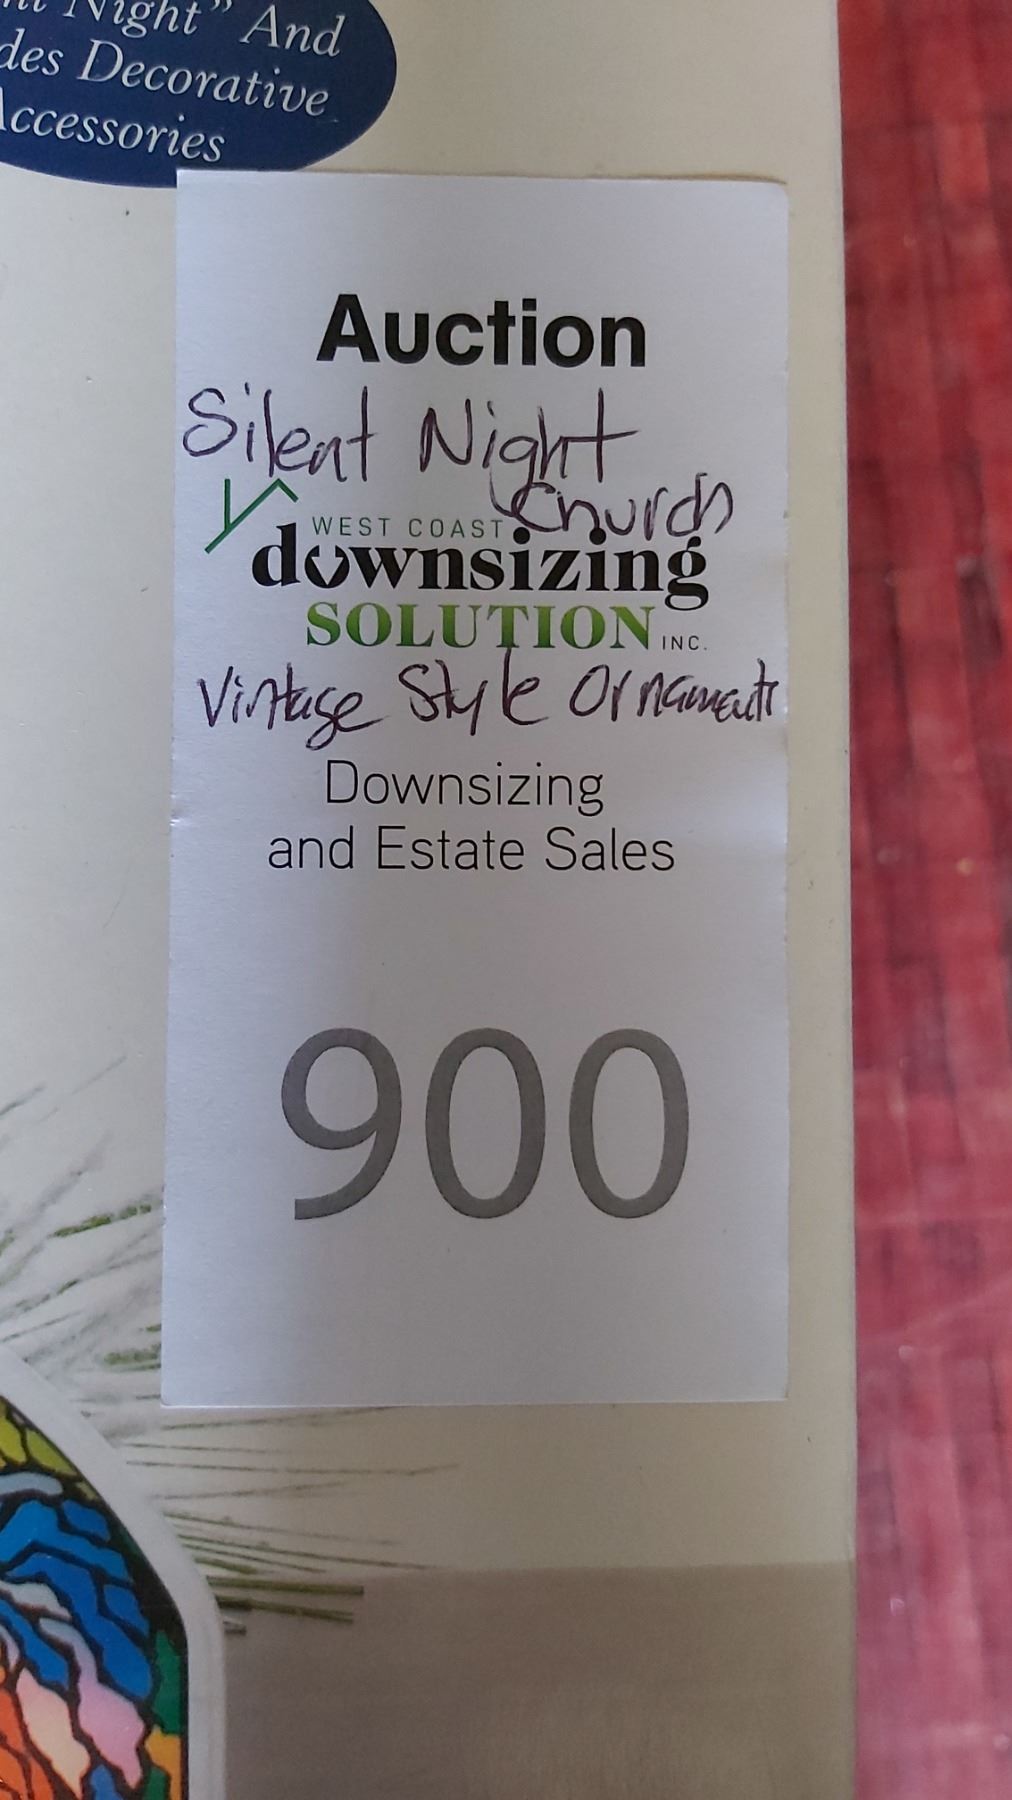 Night” And
des Decorative
Accessories
Auction
Silent Night
Church
WEST COAST
downsizing
SOLUTION INC.
Vintage Style Ornaments
Downsizing
and Estate Sales
900